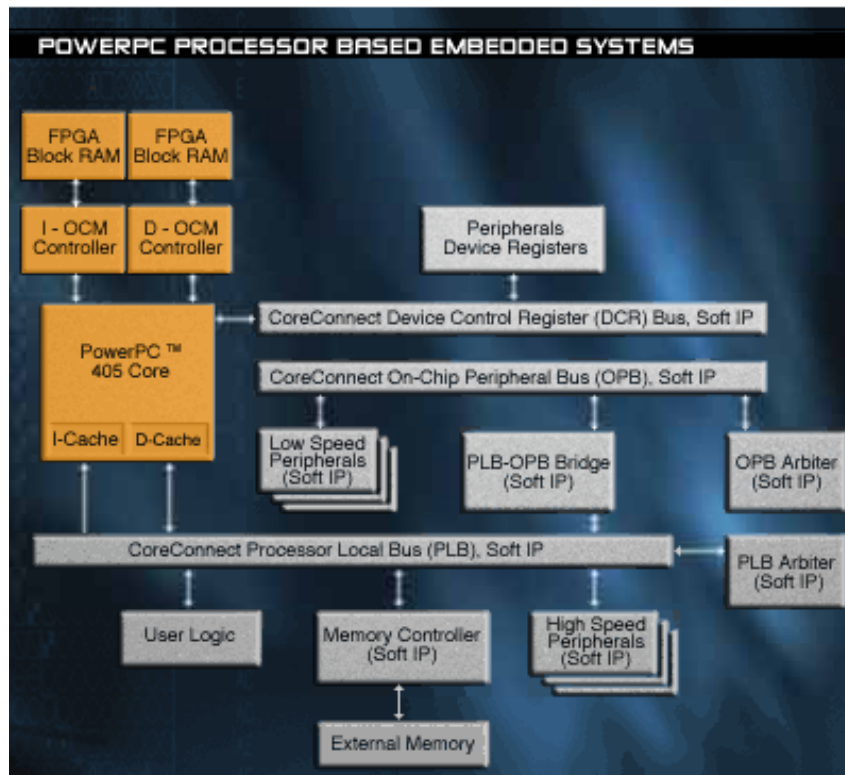 POWERPC PROCESSOR BASED EMBEDDED SYSTEMS
FPGA
Block RAM
FPGA
Block RAM
I - OCM
Controller
D - OCM
Controller
Peripherals
Device Registers
CoreConnect Device Control Register (DCR) Bus, Soft IP
PowerPC ™
405 Core
CoreConnect On-Chip Peripheral Bus (OPB), Soft IP
I-Cache
D-Cache
Low Speed
Peripherals
(Soft IP)
PLB-OPB Bridge
(Soft IP)
OPB Arbiter
(Soft IP)
CoreConnect Processor Local Bus (PLB), Soft IP
PLB Arbiter
(Soft IP)
User Logic
Memory Controller
(Soft IP)
High Speed
Peripherals
(Soft IP)
External Memory